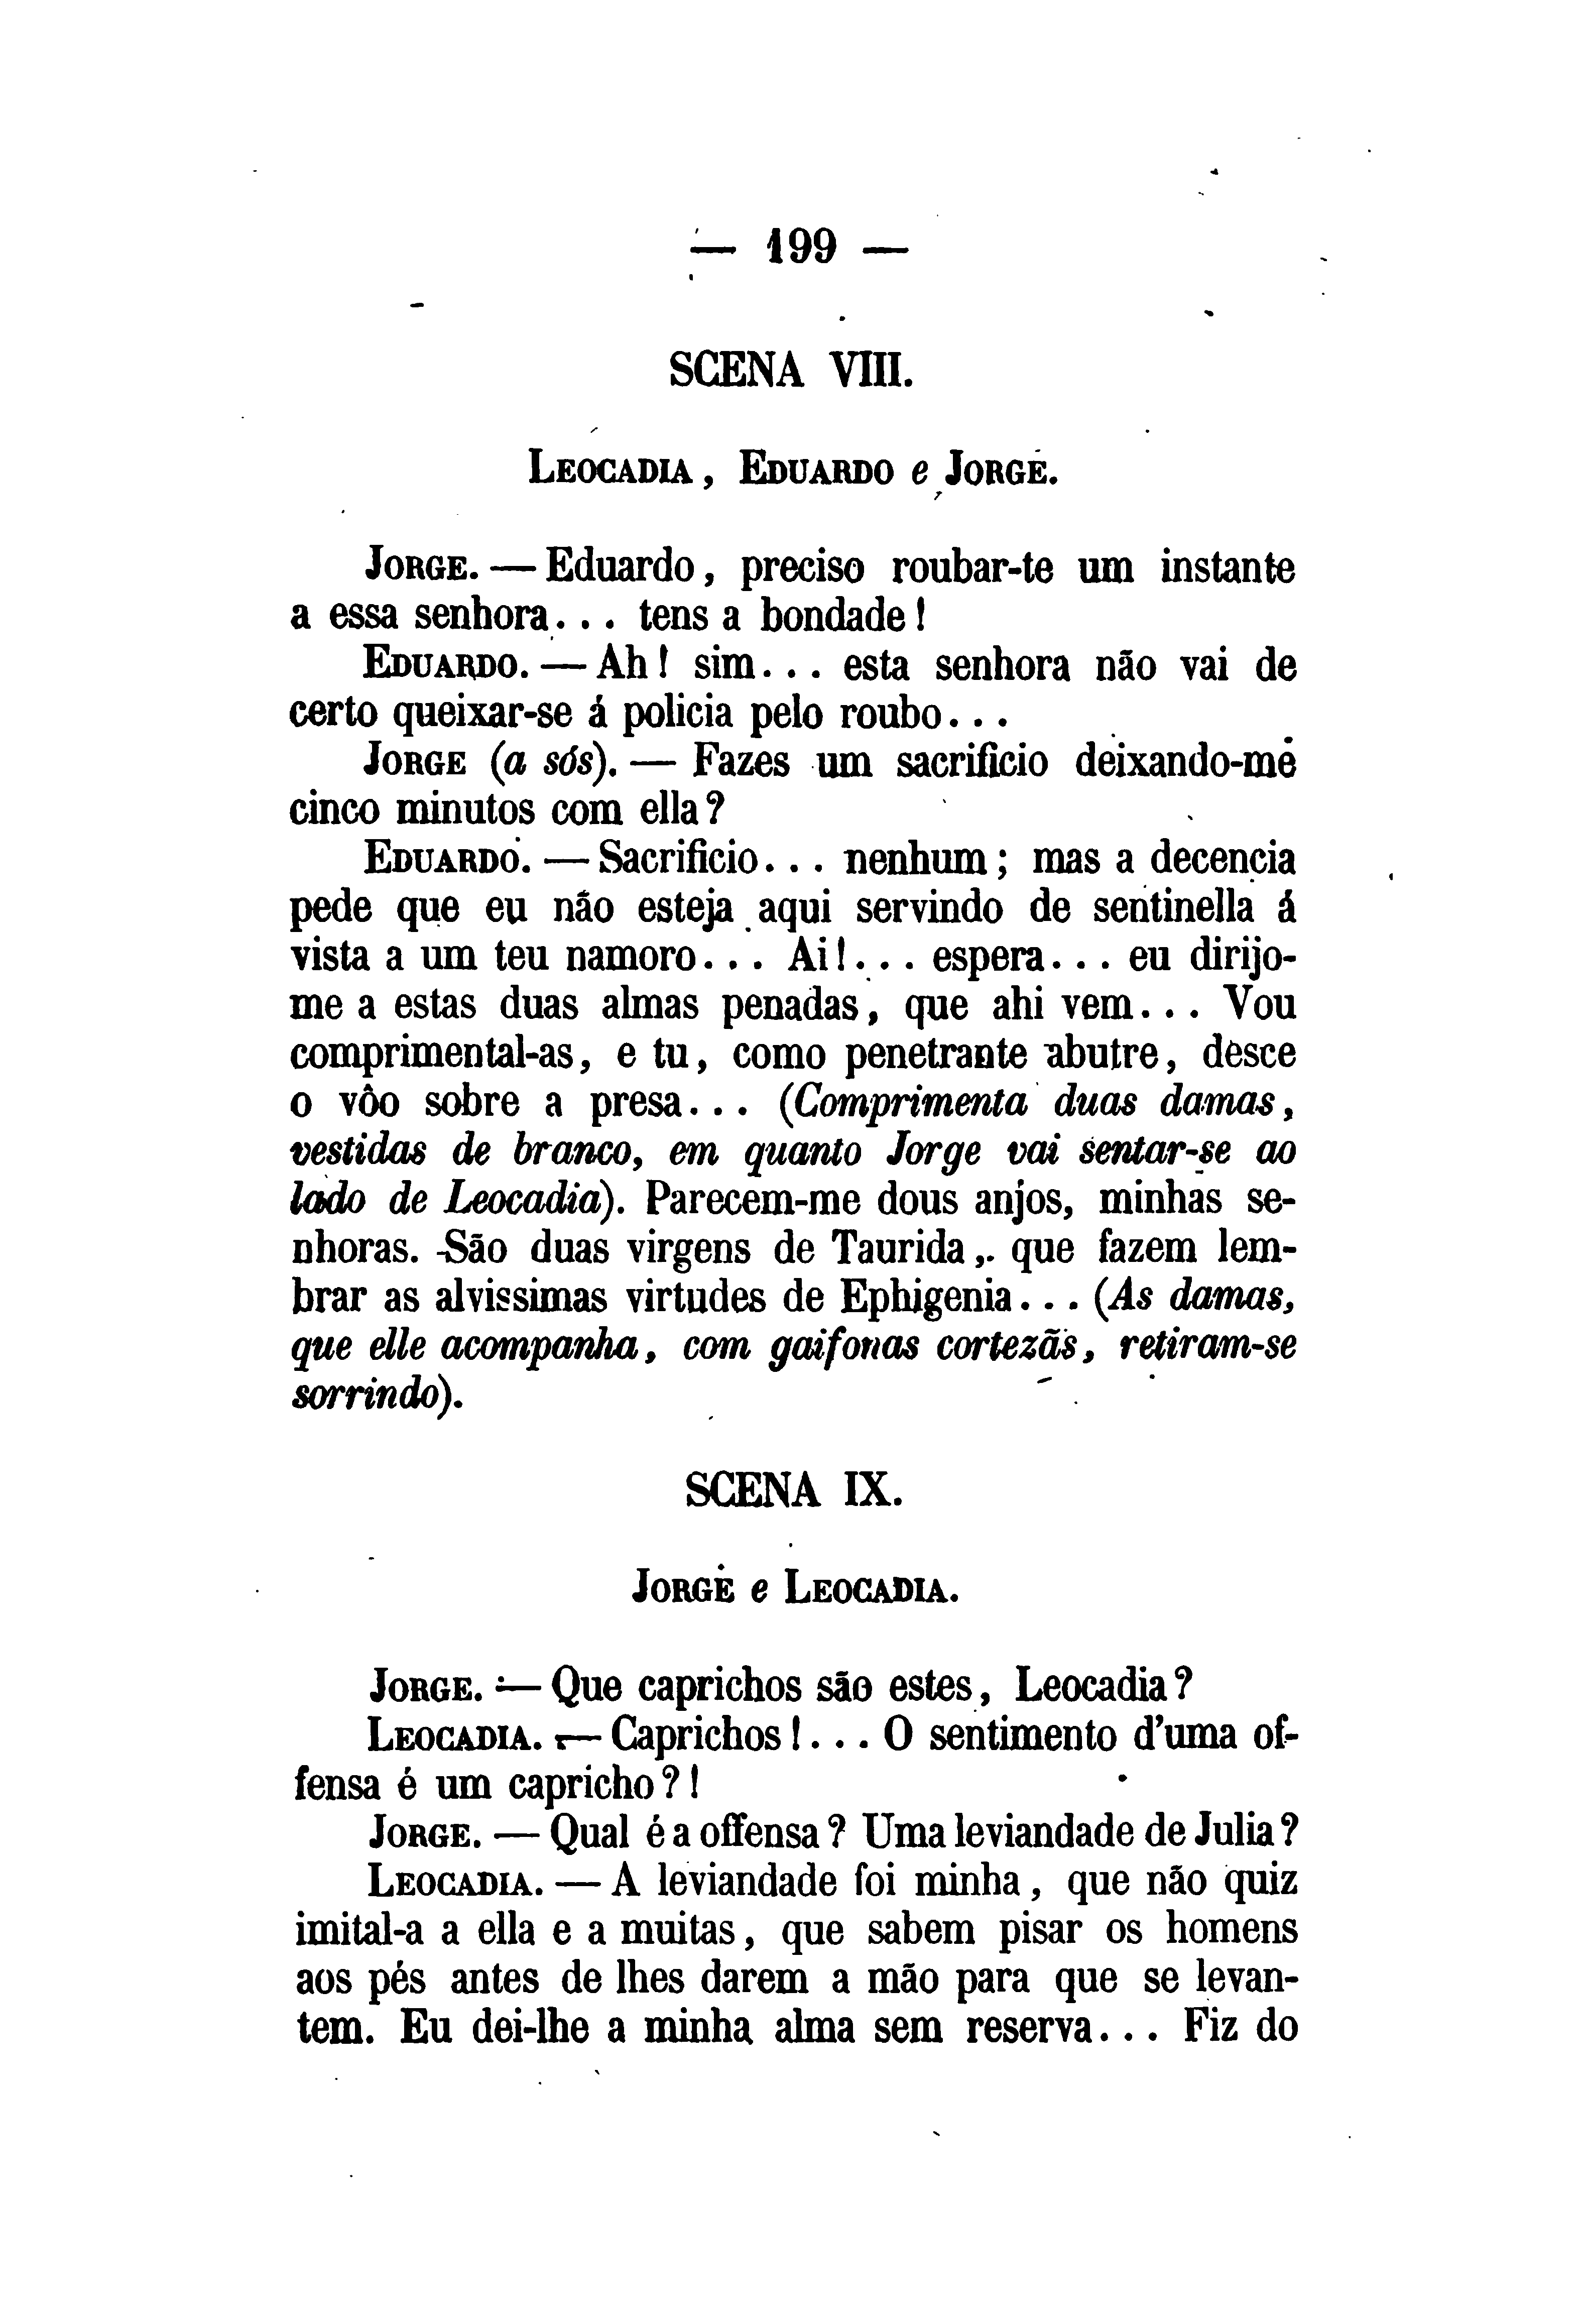 — 199 —
SCENA VIII.
LEOCADIA, EDUARDO e JORGE.
JORGE. — Eduardo, preciso roubar-te um instante
a essa senhora... tens a bondade!
EDUARDO. — Ah! sim... esta senhora não vai de
certo queixar-se á policia pelo roubo...
JORGE (a sós). — Fazes um sacrificio deixando-me
cinco minutos com ella?
EDUARDO. — Sacrificio... nenhum; mas a decencia
pede que eu não esteja aqui servindo de sentinella á
vista a um teu namoro... Ai!... espera... eu dirijo-
me a estas duas almas penadas, que ahi vem... Vou
comprimental-as, e tu, como penetrante abutre, desce
o vôo sobre a presa... (Comprimenta duas damas,
vestidas de branco, em quanto Jorge vai sentar-se ao
lado de Leocadia). Parecem-me dous anjos, minhas se-
nhoras. São duas virgens de Taurida, que fazem lem-
brar as alvissimas virtudes de Ephigenia... (As damas,
que elle acompanha, com gaifonas cortezãs, retiram-se
sorrindo).
SCENA IX.
JORGE e LEOCADIA.
JORGE. — Que caprichos são estes, Leocadia?
LEOCADIA. — Caprichos!... O sentimento d'uma of-
fensa é um capricho?!
JORGE. — Qual é a offensa? Uma leviandade de Julia?
LEOCADIA. — A leviandade foi minha, que não quiz
imital-a a ella e a muitas, que sabem pisar os homens
aos pés antes de lhes darem a mão para que se levan-
tem. Eu dei-lhe a minha alma sem reserva... Fiz do